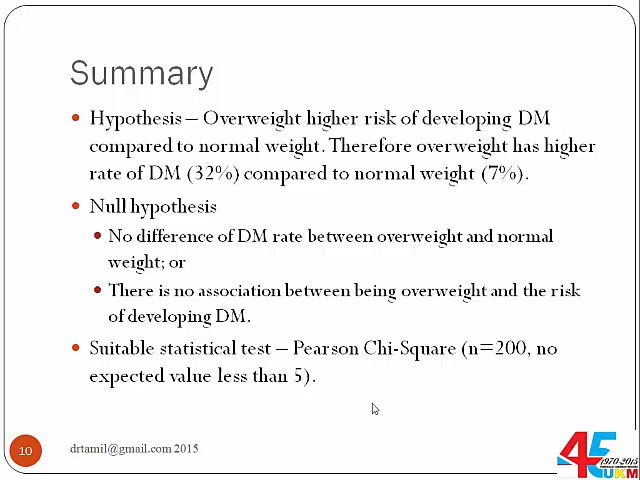 Summary
Hypothesis – Overweight higher risk of developing DM
compared to normal weight. Therefore overweight has higher
rate of DM (32%) compared to normal weight (7%).
Null hypothesis
No difference of DM rate between overweight and normal
weight; or
There is no association between being overweight and the risk
of developing DM.
Suitable statistical test – Pearson Chi-Square (n=200, no
expected value less than 5).
10
drtamil@gmail.com 2015
45
1970-2015
UKM